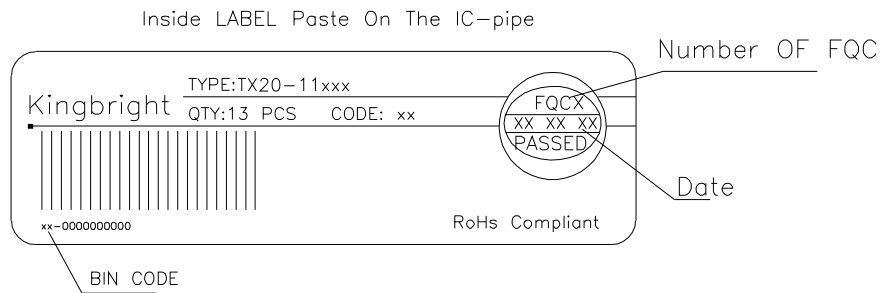 Inside LABEL Paste On The IC-pipe
Number OF FQC
TYPE:TX20-11xxx
Kingbright
QTY:13 PCS CODE: xx
FQCX
XX XX XX
PASSED
Date
xx-0000000000
RoHs Compliant
BIN CODE